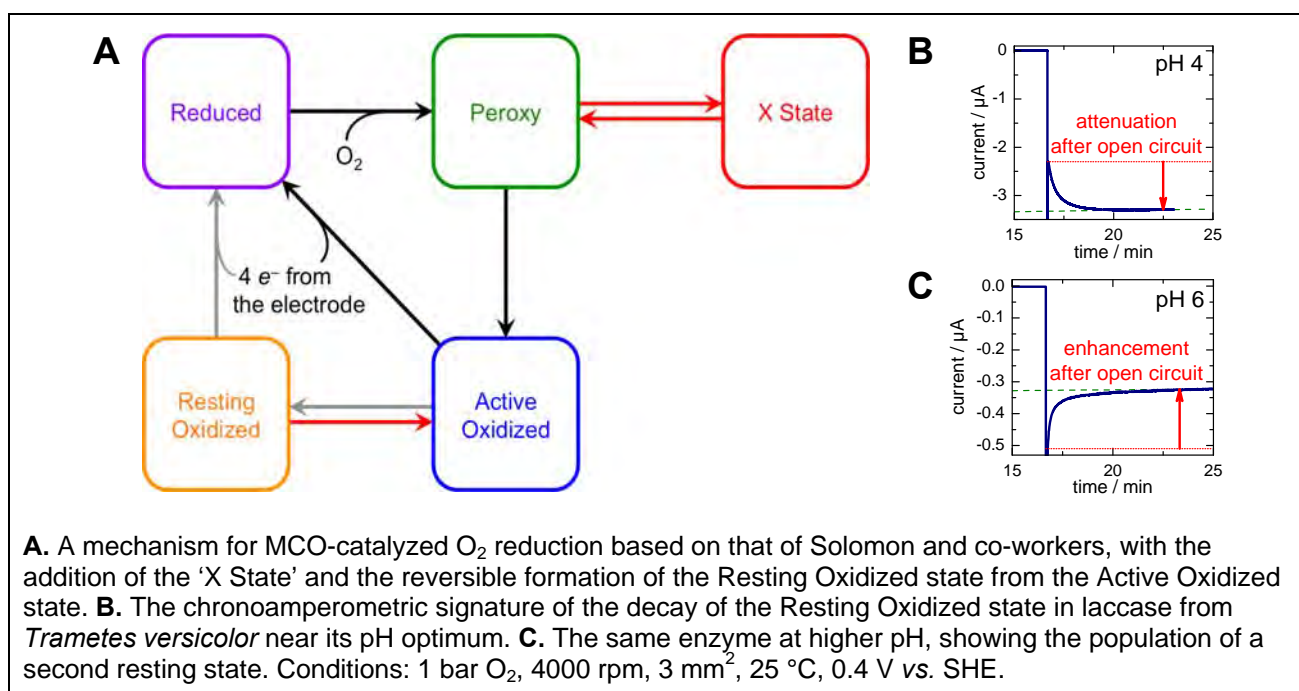 A
Reduced
Peroxy
X State
O2
4 e– from
the electrode
Resting
Oxidized
Active
Oxidized
B
0
-1
-2
-3
current / µA
pH 4
attenuation
after open circuit
15
20
25
time / min
C
0.0
-0.1
-0.2
-0.3
-0.4
-0.5
current / µA
pH 6
enhancement
after open circuit
15
20
25
time / min
A. A mechanism for MCO-catalyzed O2 reduction based on that of Solomon and co-workers, with the
addition of the ‘X State’ and the reversible formation of the Resting Oxidized state from the Active Oxidized
state. B. The chronoamperometric signature of the decay of the Resting Oxidized state in laccase from
Trametes versicolor near its pH optimum. C. The same enzyme at higher pH, showing the population of a
second resting state. Conditions: 1 bar O2, 4000 rpm, 3 mm2, 25 °C, 0.4 V vs. SHE.